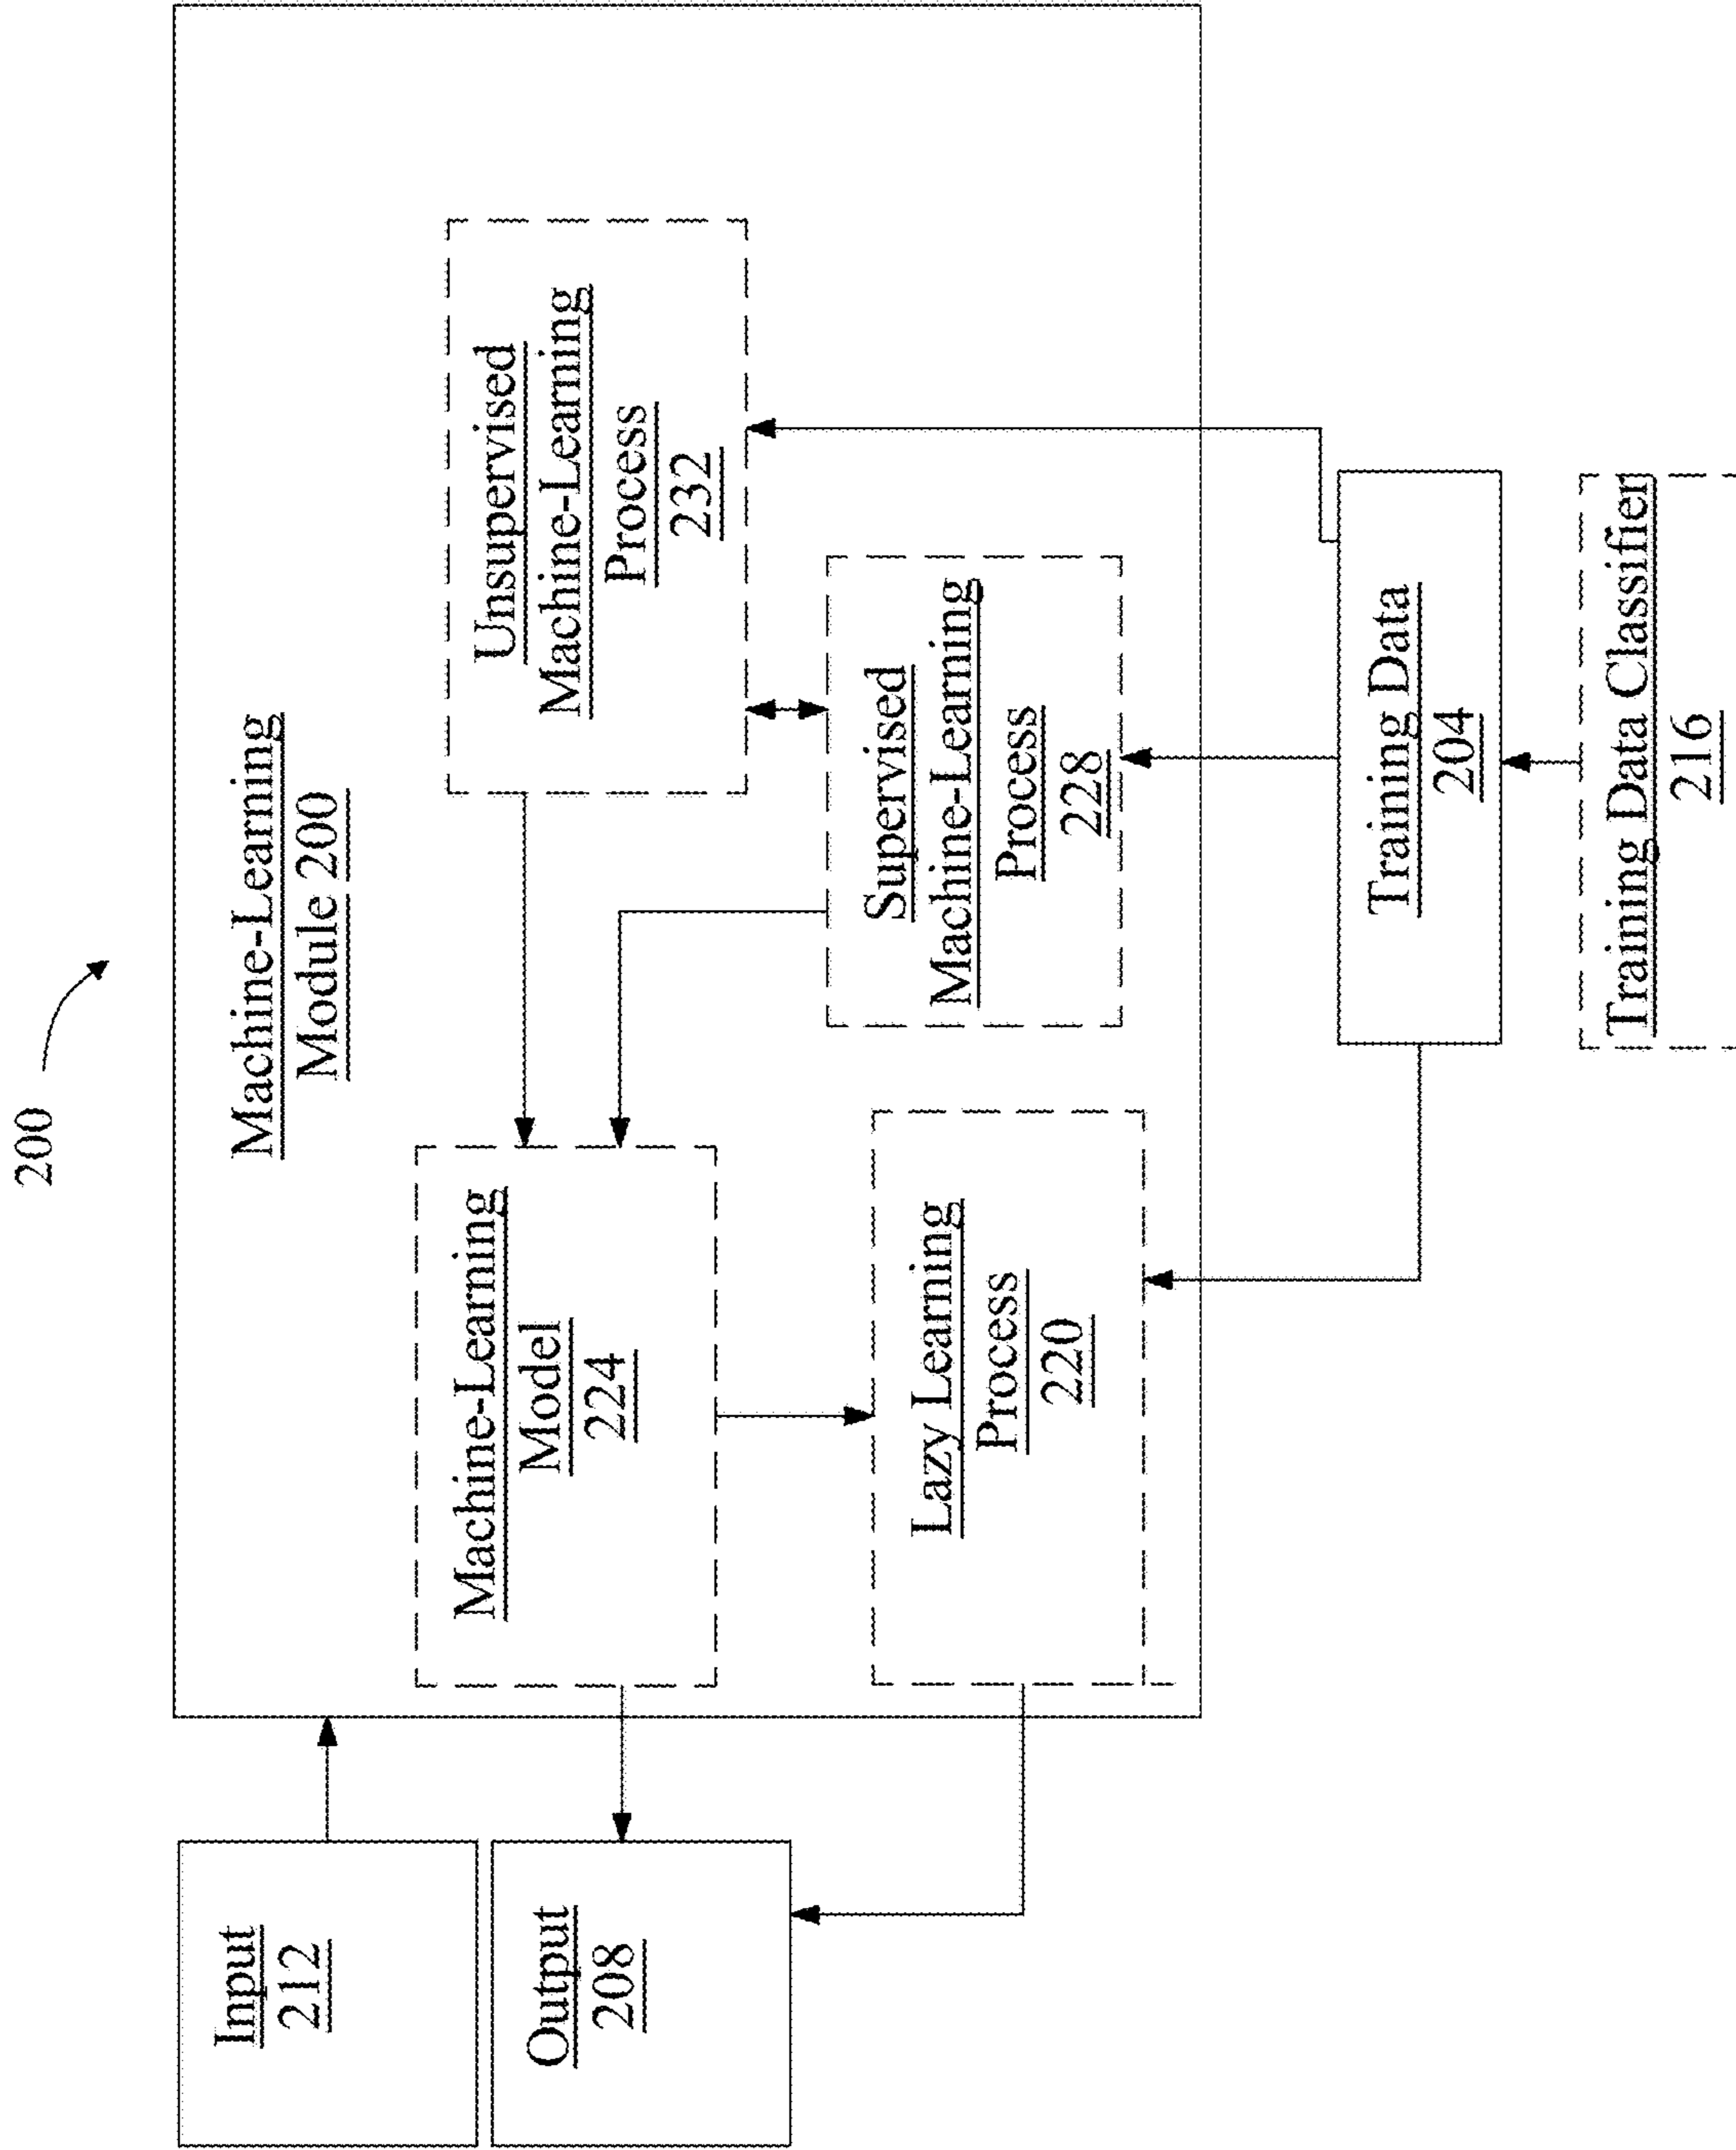 200
Machine-Learning
Module 200
Input
212
Output
208
Machine-Learning
Model
224
Unsupervised
Machine-Learning
Process
232
Lazy Learning
Process
220
Supervised
Machine-Learning
Process
228
Training Data
204
Training Data Classifier
216